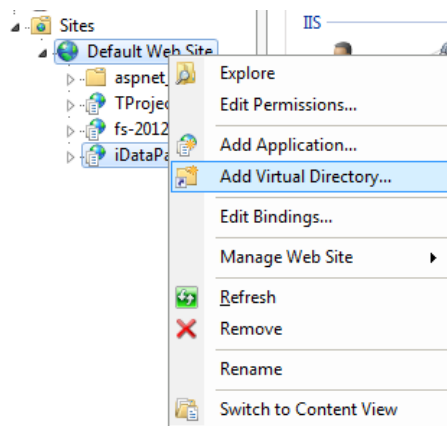 Sites
IIS
Default Web Site
aspnet_
TProjec
fs-2012
iDataPa
Explore
Edit Permissions...
Add Application...
Add Virtual Directory...
Edit Bindings...
Manage Web Site
Refresh
Remove
Rename
Switch to Content View